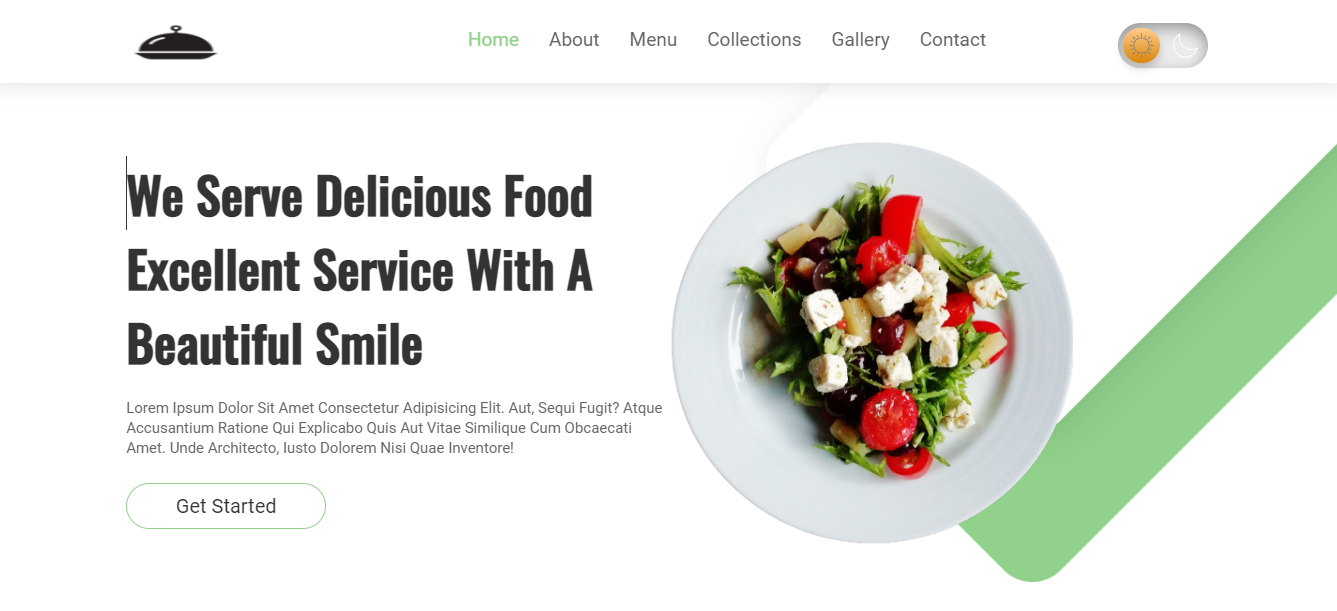 Home About Menu Collections Gallery Contact
We Serve Delicious Food
Excellent Service With A
Beautiful Smile
Lorem Ipsum Dolor Sit Amet Consectetur Adipisicing Elit. Aut, Sequi Fugit? Atque
Accusantium Ratione Qui Explicabo Quis Aut Vitae Similique Cum Obcaecati
Amet. Unde Architecto, Iusto Dolorem Nisi Quae Inventore!
Get Started